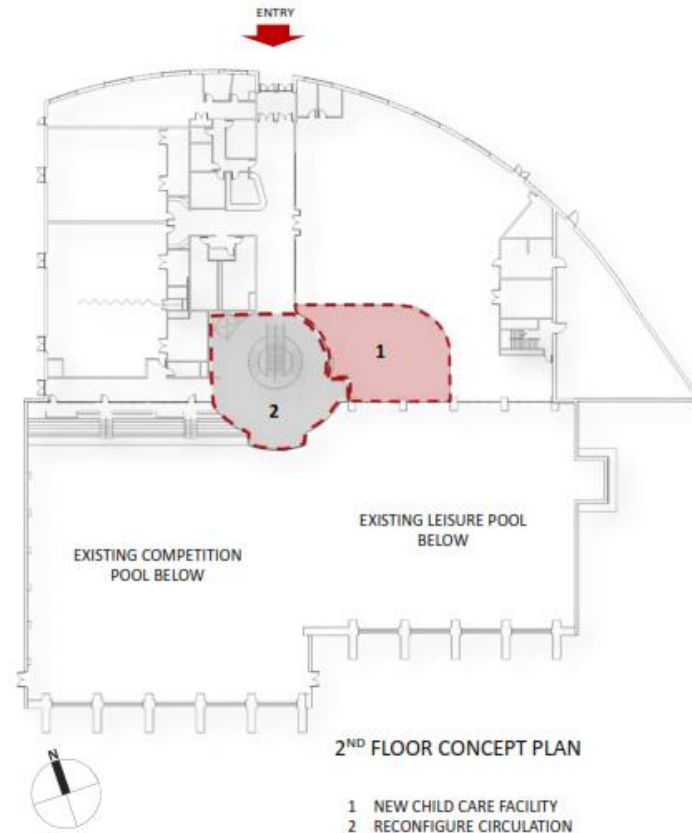 ENTRY
1
2
EXISTING LEISURE POOL
BELOW
EXISTING COMPETITION
POOL BELOW
N
2ND FLOOR CONCEPT PLAN
1 NEW CHILD CARE FACILITY
2 RECONFIGURE CIRCULATION